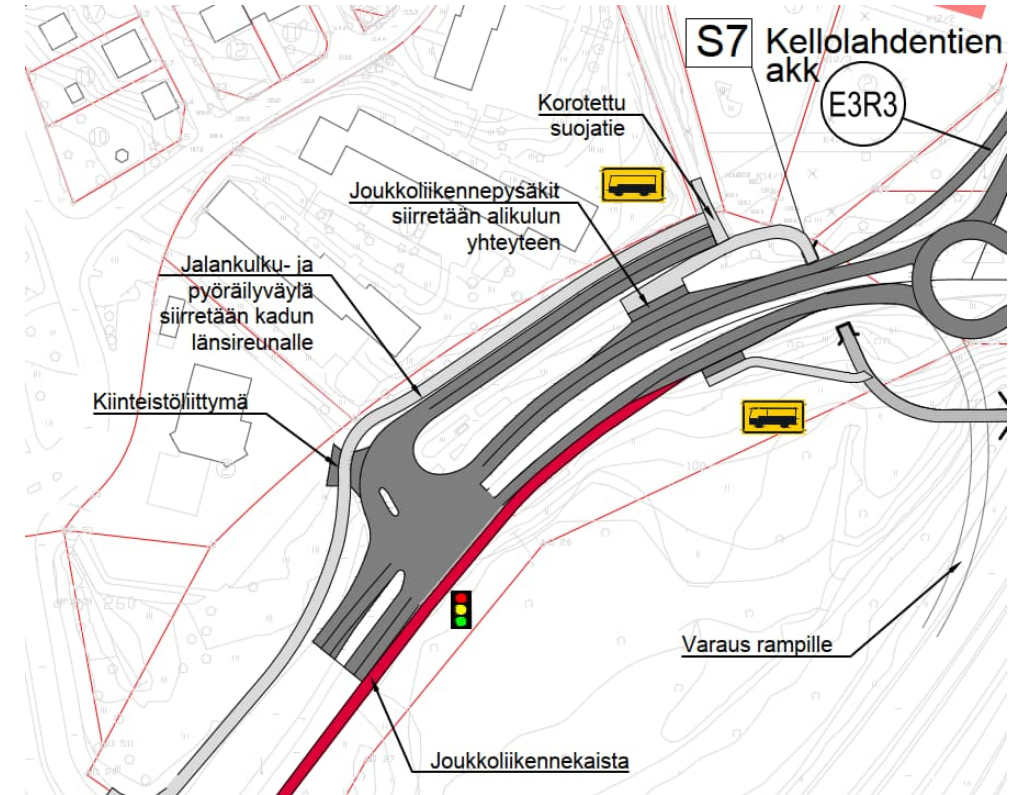 S7 Kellolahdentien
akk
E3R3
Korotettu
suojatie
Joukkoliikennepysäkit
siirretään alikulun
yhteyteen
Jalankulku- ja
pyöräilyväylä
siirretään kadun
länsireunalle
Kiinteistöliittymä
Varaus rampille
Joukkoliikennekaista